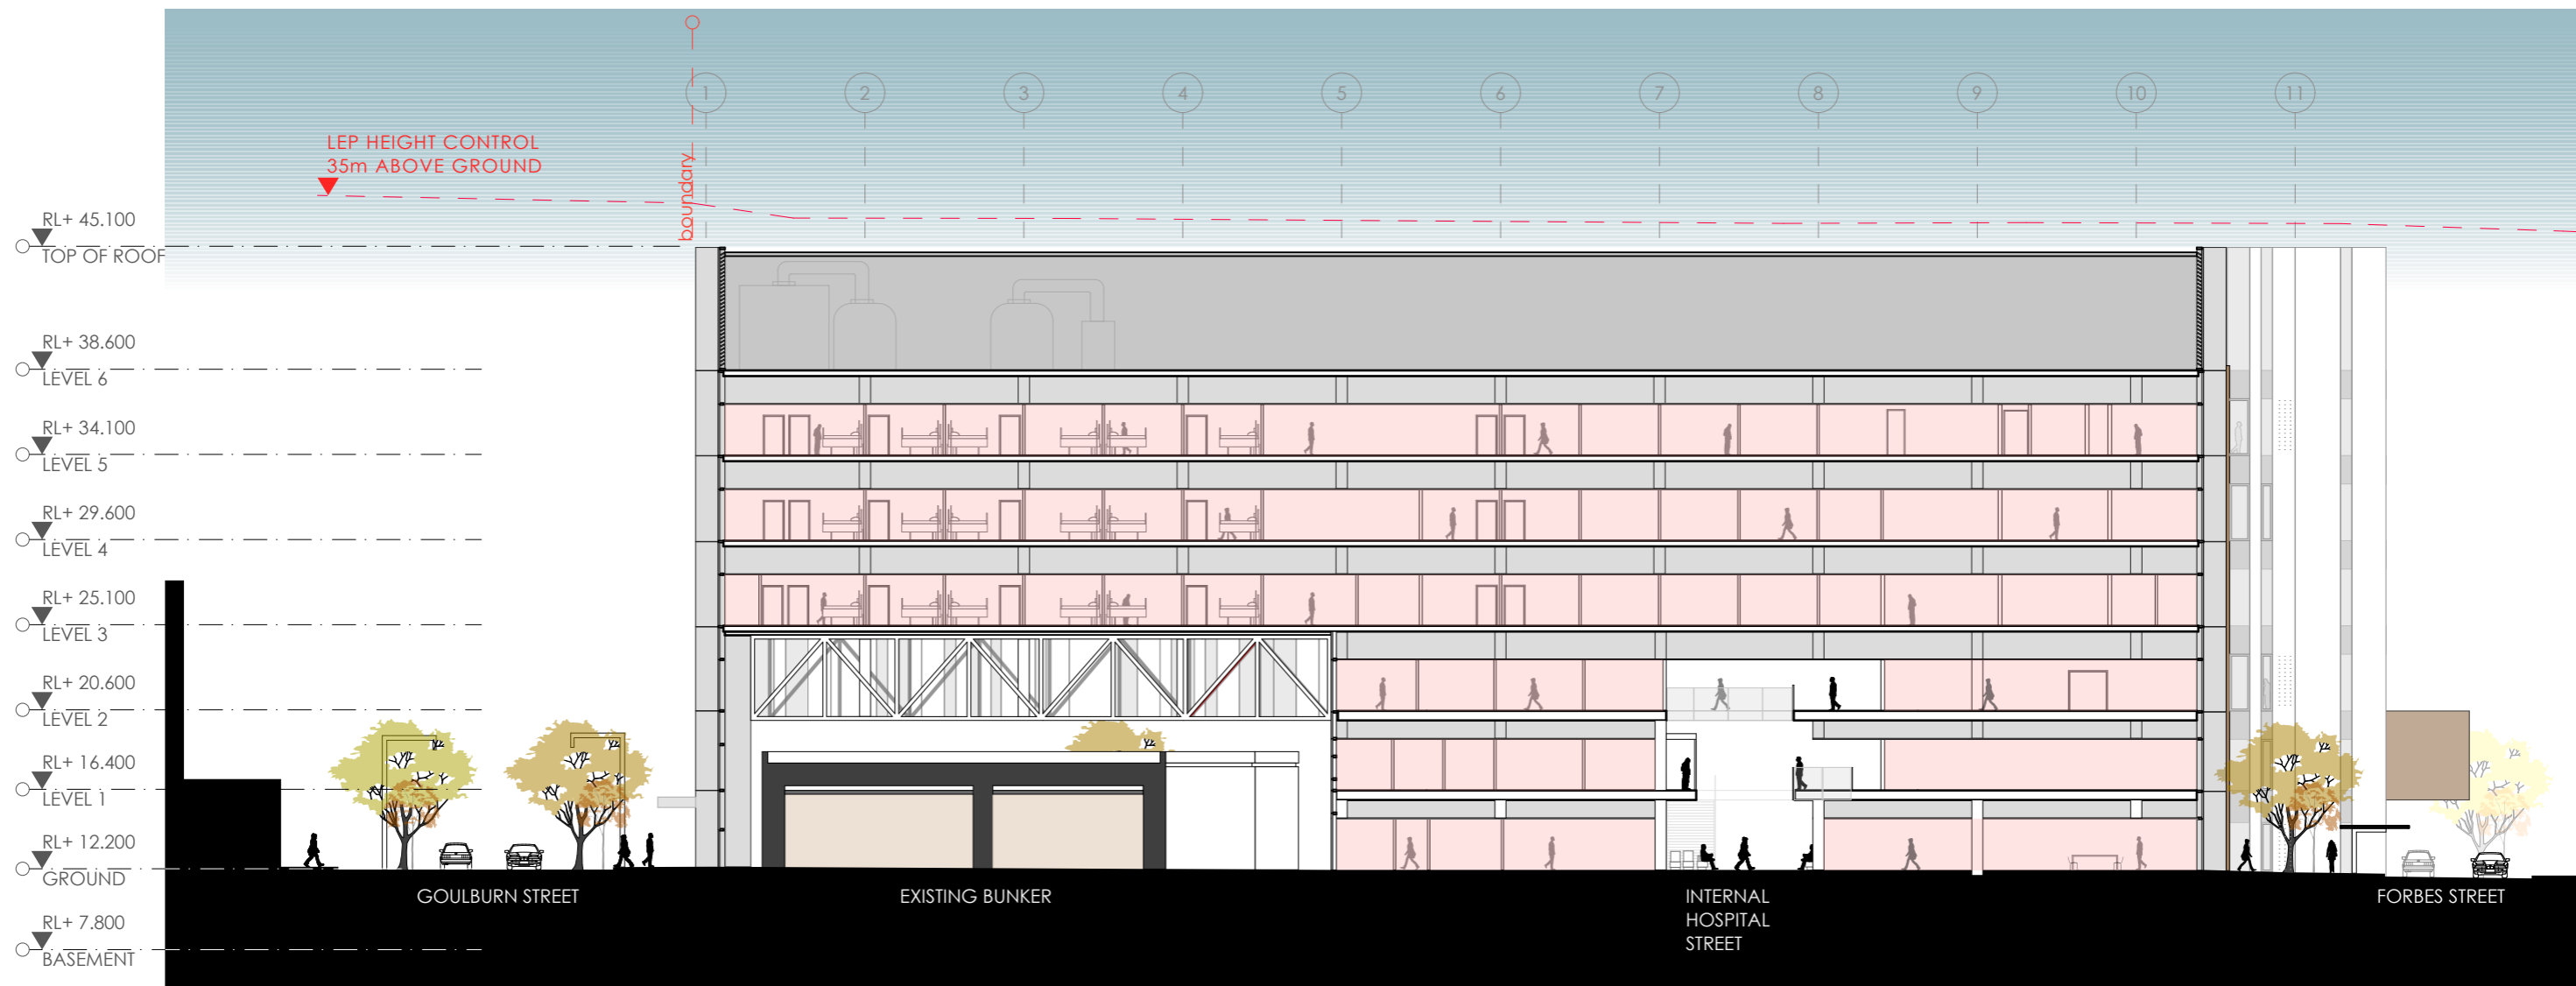 1 2 3 4 5 6 7 8 9 10 11
LEP HEIGHT CONTROL
35m ABOVE GROUND
boundary
RL+ 45.100
TOP OF ROOF
RL+ 38.600
LEVEL 6
RL+ 34.100
LEVEL 5
RL+ 29.600
LEVEL 4
RL+ 25.100
LEVEL 3
RL+ 20.600
LEVEL 2
RL+ 16.400
LEVEL 1
RL+ 12.200
GROUND
RL+ 7.800
BASEMENT
GOULBURN STREET
EXISTING BUNKER
INTERNAL
HOSPITAL
STREET
FORBES STREET